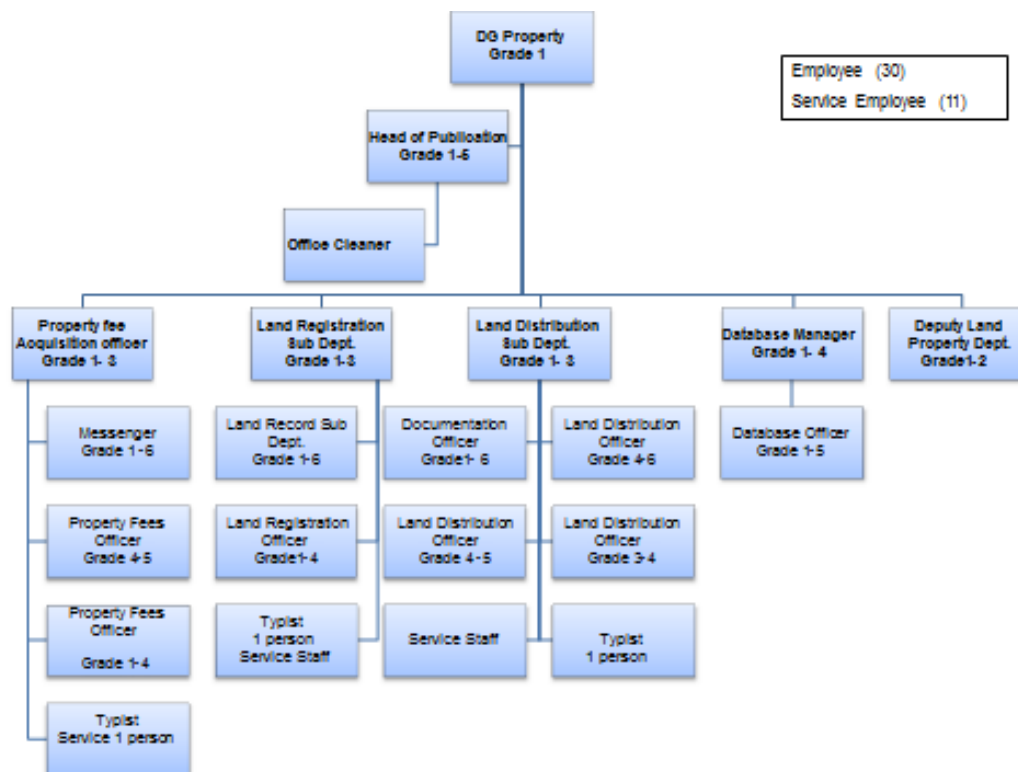 DG Property
Grade 1
Employee (30)
Service Employee (11)
Head of Publication
Grade 1-5
Office Cleaner
Property fee
Acquisition officer
Grade 1- 3
Land Registration
Sub Dept.
Grade 1-3
Land Distribution
Sub Dept.
Grade 1- 3
Database Manager
Grade 1- 4
Deputy Land
Property Dept.
Grade1-2
Messenger
Grade 1-6
Land Record Sub
Dept.
Grade 1-6
Documentation
Officer
Grade1- 6
Land Distribution
Officer
Grade 4-6
Database Officer
Grade 1-5
Property Fees
Officer
Grade 4-5
Land Registration
Officer
Grade1-4
Land Distribution
Officer
Grade 4-5
Land Distribution
Officer
Grade 3-4
Property Fees
Officer
Grade 1-4
Typist
1 person
Service Staff
Service Staff
Typist
1 person
Typist
Service 1 person